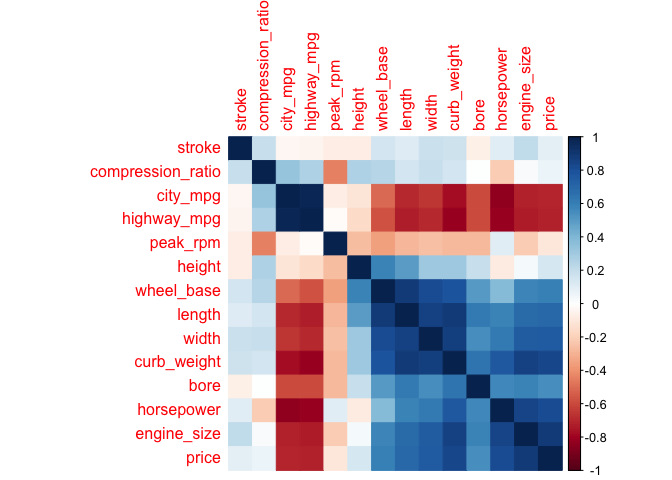 stroke
compression_ratio
city_mpg
highway_mpg
peak_rpm
height
wheel_base
length
width
curb_weight
bore
horsepower
engine_size
price
stroke
compression_ratio
city_mpg
highway_mpg
peak_rpm
height
wheel_base
length
width
curb_weight
bore
horsepower
engine_size
price
1
0.8
0.6
0.4
0.2
0
-0.2
-0.4
-0.6
-0.8
-1